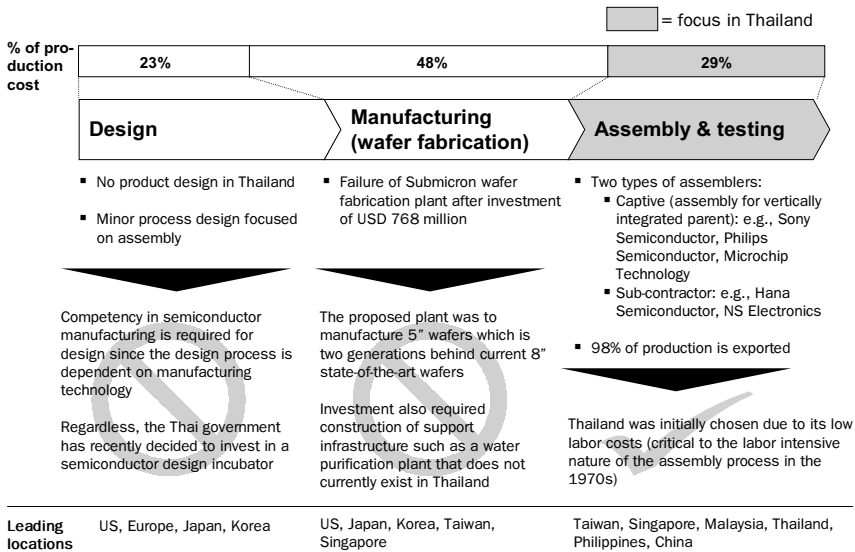 = focus in Thailand
% of pro-
duction
cost
23%
48%
29%
Design
Manufacturing
(wafer fabrication)
Assembly & testing
▪ No product design in Thailand
▪ Minor process design focused
on assembly
Competency in semiconductor
manufacturing is required for
design since the design process is
dependent on manufacturing
technology
Regardless, the Thai government
has recently decided to invest in a
semiconductor design incubator
▪ Failure of Submicron wafer
fabrication plant after investment
of USD 768 million
The proposed plant was to
manufacture 5” wafers which is
two generations behind current 8”
state-of-the-art wafers
Investment also required
construction of support
infrastructure such as a water
purification plant that does not
currently exist in Thailand
▪ Two types of assemblers:
▪ Captive (assembly for vertically
integrated parent): e.g., Sony
Semiconductor, Philips
Semiconductor, Microchip
Technology
▪ Sub-contractor: e.g., Hana
Semiconductor, NS Electronics
▪ 98% of production is exported
Thailand was initially chosen due to its low
labor costs (critical to the labor intensive
nature of the assembly process in the
1970s)
Leading
locations
US, Europe, Japan, Korea
US, Japan, Korea, Taiwan,
Singapore
Taiwan, Singapore, Malaysia, Thailand,
Philippines, China